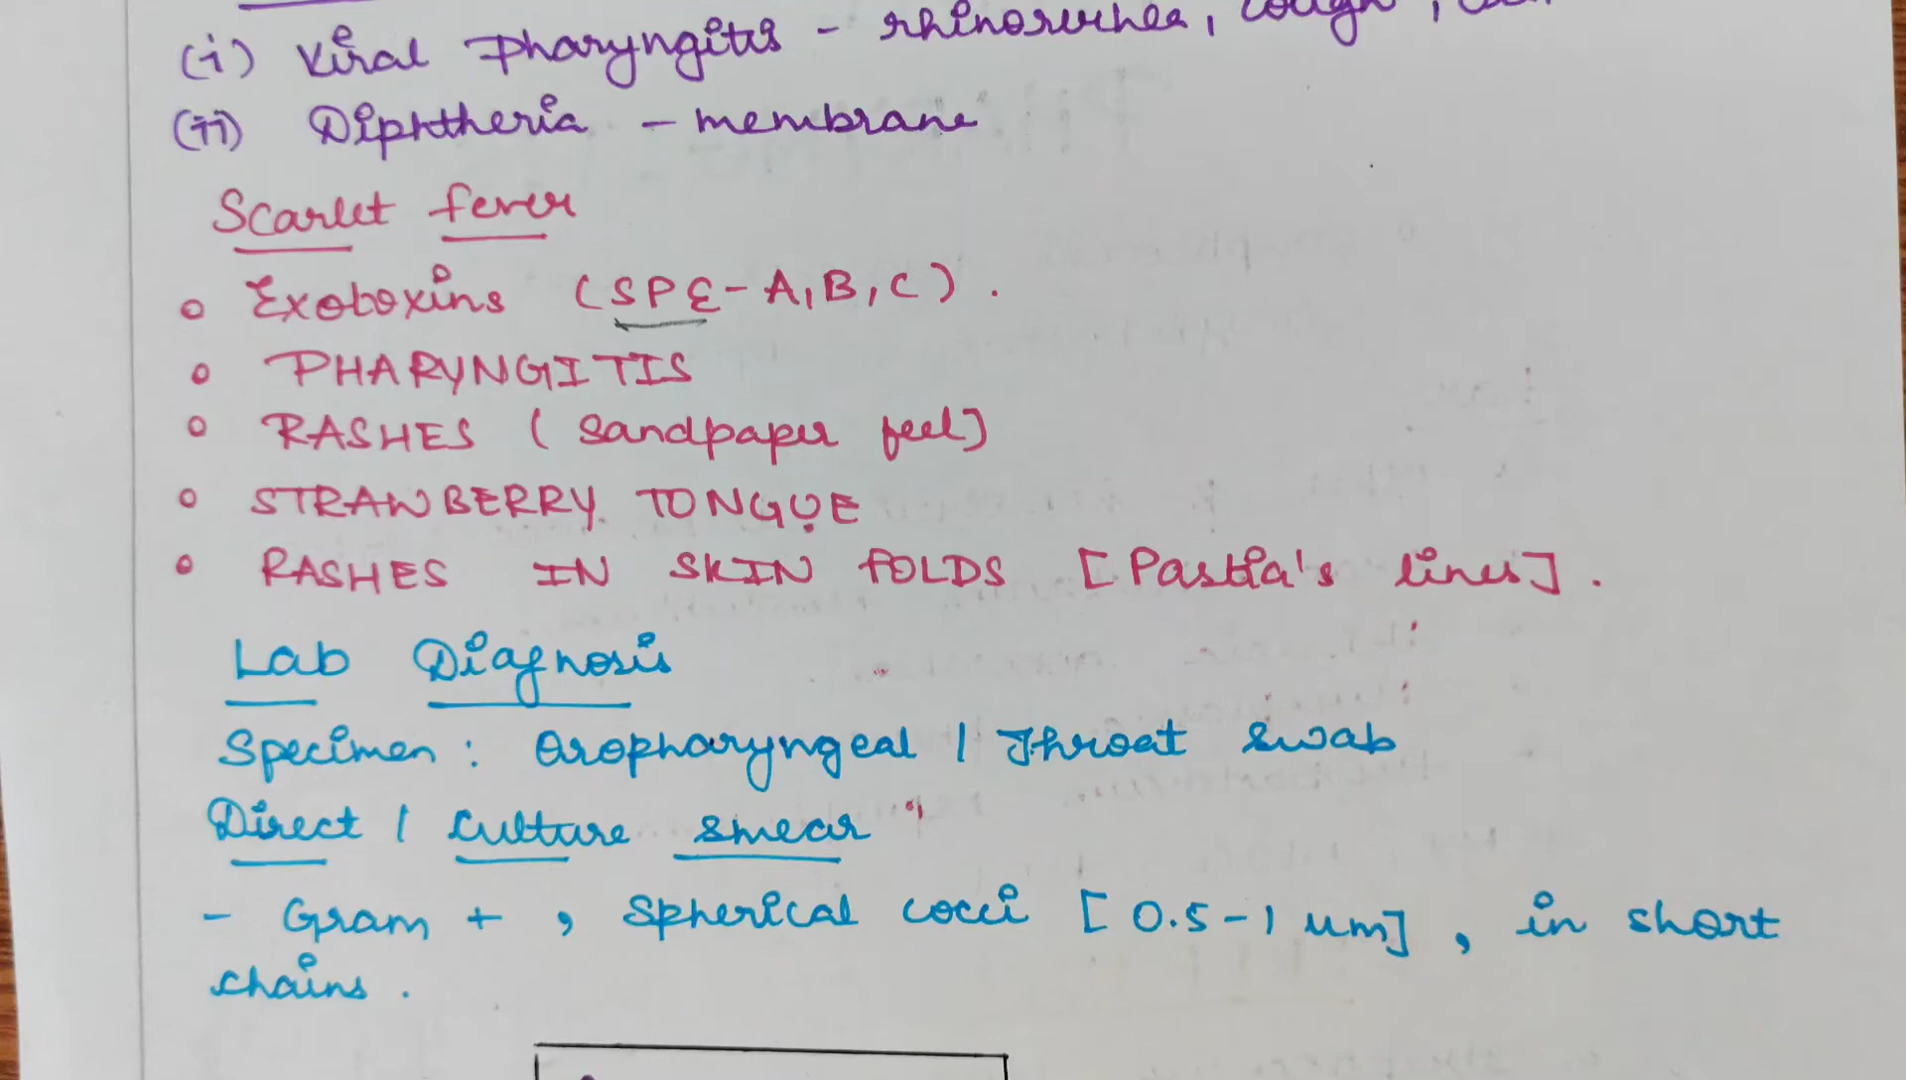 (i) Viral Pharyngitis - rhinorrhea, cough,
(ii) Diphtheria - membrane
Scarlet fever
Exotoxins (SPE - A, B, C).
PHARYNGITIS
RASHES (Sandpaper feel]
STRAWBERRY TONGUE
RASHES IN SKIN FOLDS [Pastia's lines].
Lab Diagnosis
Specimen: Oropharyngeal / Throat swab
Direct / Culture smear
- Gram +, Spherical cocci [0.5-1 um], in short
chains.